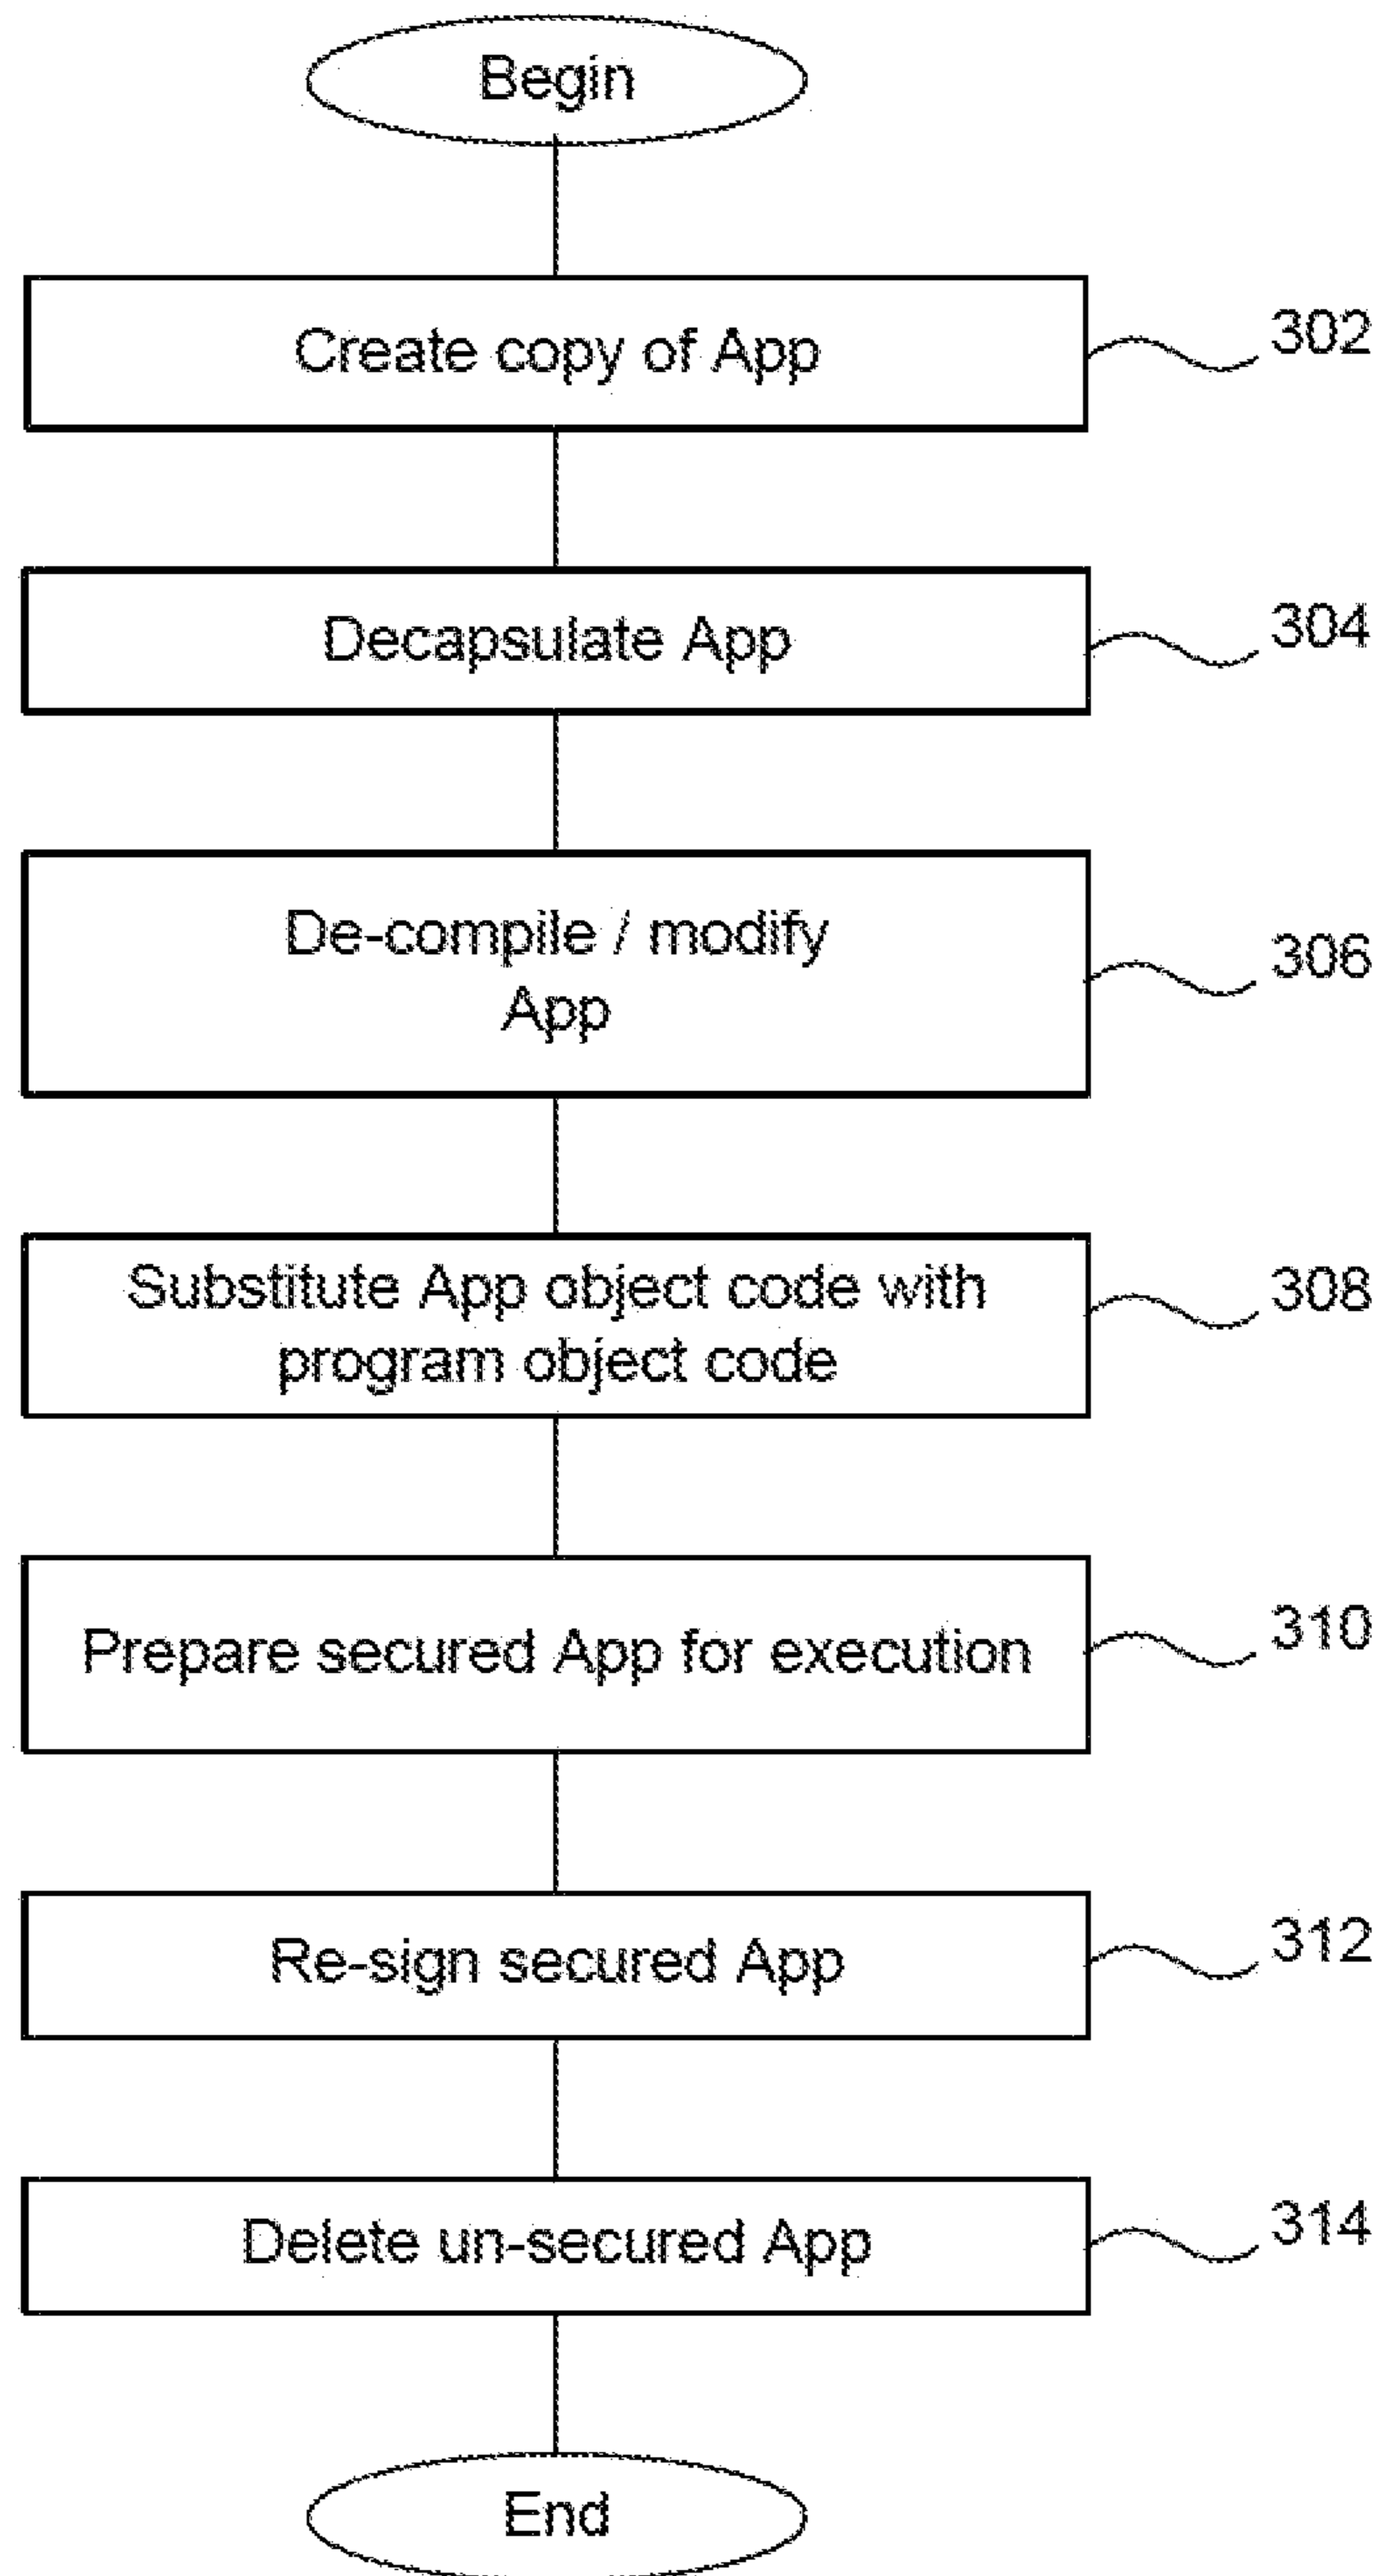 Begin
Create copy of App
302
Decapsulate App
304
De-compile / modify
App
306
Substitute App object code with
program object code
308
Prepare secured App for execution
310
Re-sign secured App
312
Delete un-secured App
314
End